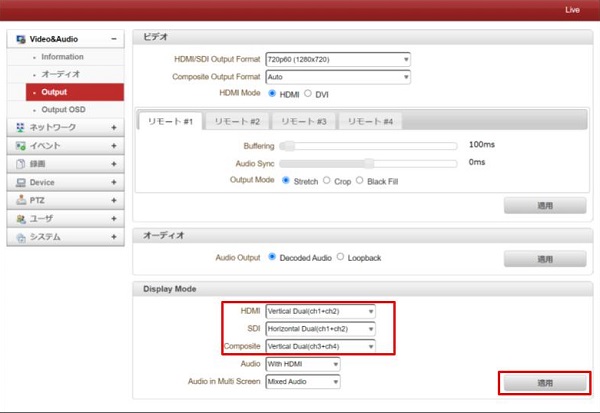 Live
Video&Audio
Information
オーディオ
Output
Output OSD
ネットワーク
イベント
録画
Device
PTZ
ユーザ
システム
ビデオ
HDMI/SDI Output Format 720p60 (1280x720)
Composite Output Format Auto
HDMI Mode HDMI DVI
リモート #1 リモート #2 リモート #3 リモート #4
Buffering 100ms
Audio Sync 0ms
Output Mode Stretch Crop Black Fill
適用
オーディオ
Audio Output Decoded Audio Loopback 適用
Display Mode
HDMI Vertical Dual(ch1+ch2)
SDI Horizontal Dual(ch1+ch2)
Composite Vertical Dual(ch3+ch4)
Audio With HDMI
Audio in Multi Screen Mixed Audio 適用